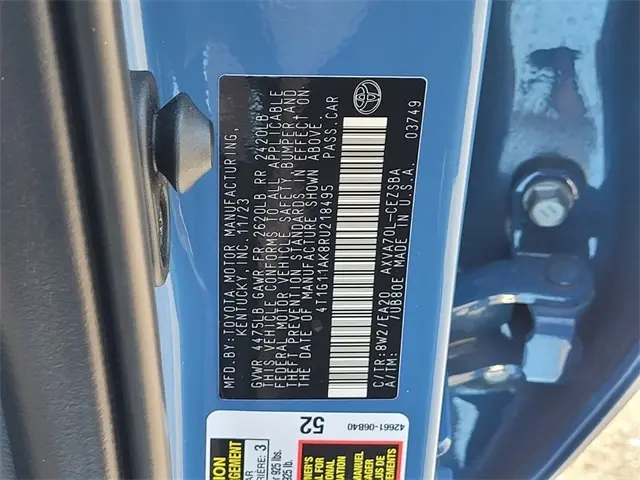 MFD.BY:TOYOTA MOTOR MANUFACTURING,
KENTUCKY, INC. 11/23
GVWR 4475LB GAWR FR 2620LB RR 2420LB
THIS VEHICLE CONFORMS TO ALL APPLICABLE
FEDERAL MOTOR VEHICLE SAFETY, BUMPER AND
THEFT PREVENTION STANDARDS IN EFFECT ON
THE DATE OF MANUFACTURE SHOWN ABOVE.
4T1G11AK8RU218495 PASS.CAR
C/TR:8W2/EA20 AXVA70L-CEZSBA
A/TM: /UB80E MADE IN U.S.A. 03749
52
42661-06B40